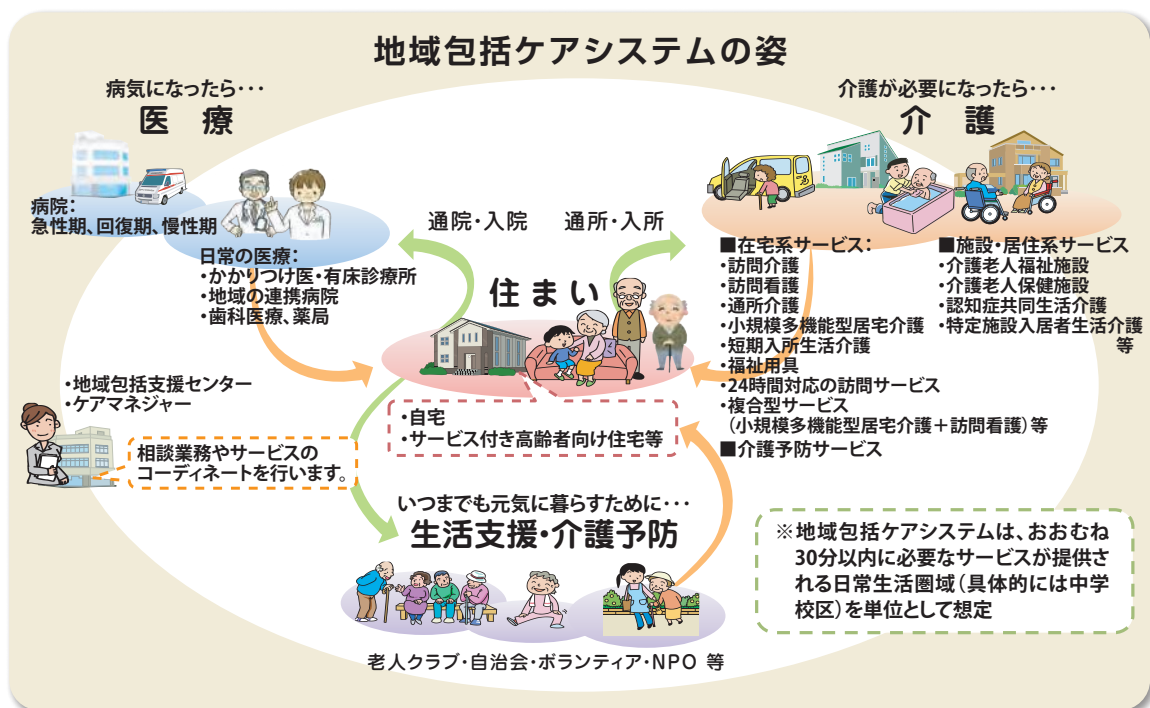 地域包括ケアシステムの姿
病気になったら･･･
医 療
病院：
急性期、回復期、慢性期
日常の医療：
・かかりつけ医・有床診療所
・地域の連携病院
・歯科医療、薬局
通院・入院
通所・入所
住まい
・自宅
・サービス付き高齢者向け住宅等
介護が必要になったら･･･
介 護
■在宅系サービス：
・訪問介護
・訪問看護
・通所介護
・小規模多機能型居宅介護
・短期入所生活介護
・福祉用具
・24時間対応の訪問サービス
・複合型サービス
（小規模多機能型居宅介護＋訪問看護）等
■介護予防サービス
■施設・居住系サービス
・介護老人福祉施設
・介護老人保健施設
・認知症共同生活介護
・特定施設入居者生活介護
等
・地域包括支援センター
・ケアマネジャー
相談業務やサービスの
コーディネートを行います。
いつまでも元気に暮らすために･･･
生活支援・介護予防
老人クラブ・自治会・ボランティア・NPO 等
※地域包括ケアシステムは、おおむね
30分以内に必要なサービスが提供さ
れる日常生活圏域（具体的には中学
校区）を単位として想定